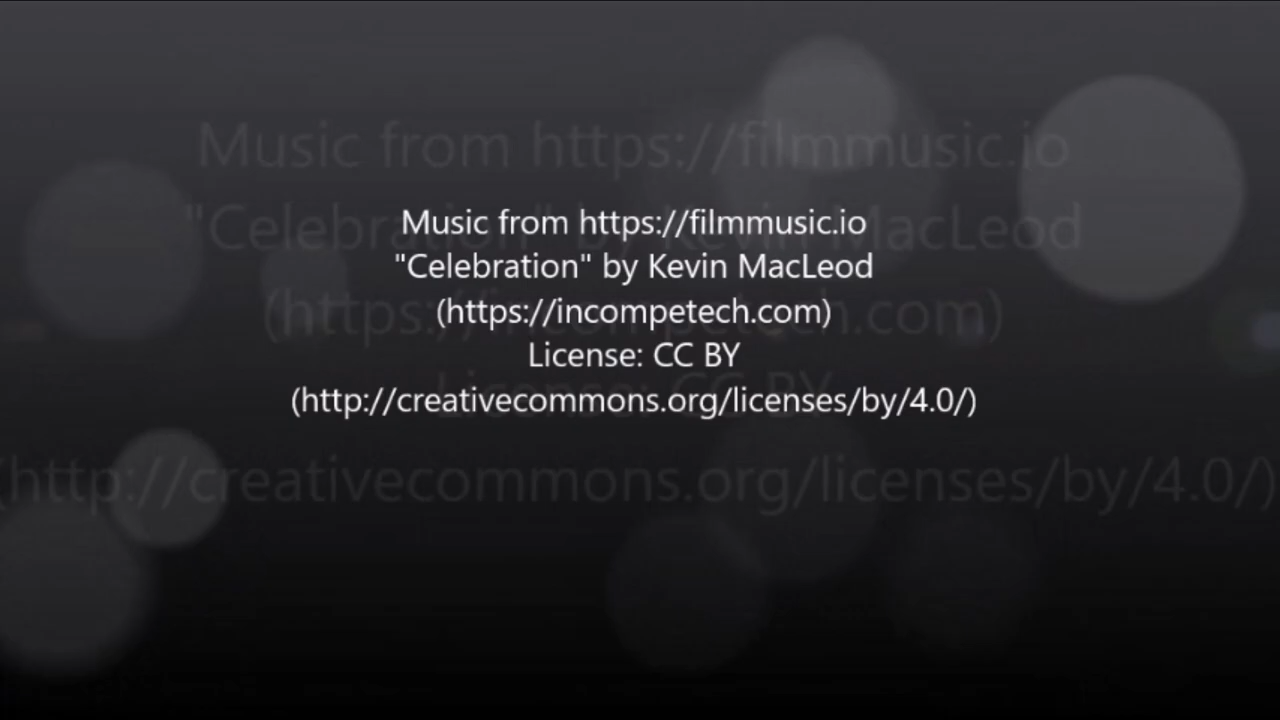 Music from https://filmmusic.io
"Celebration" by Kevin MacLeod
(https://incompetech.com)
License: CC BY
(http://creativecommons.org/licenses/by/4.0/)